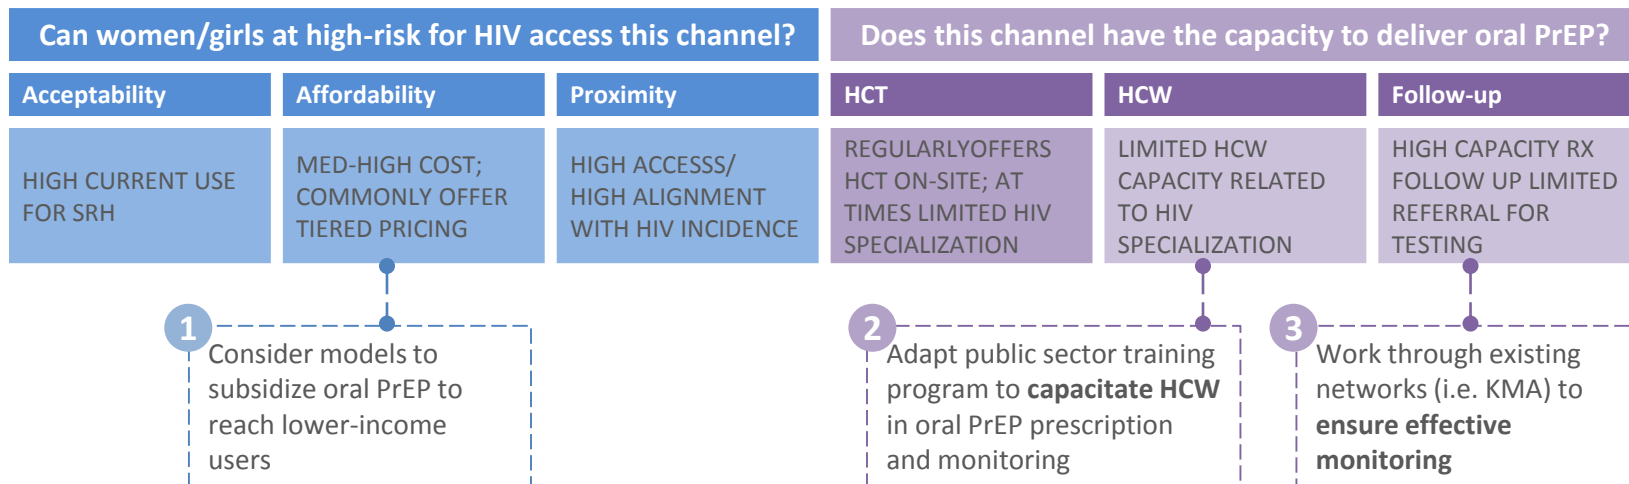 Can women/girls at high-risk for HIV access this channel?
Does this channel have the capacity to deliver oral PrEP?
Acceptability
Affordability
Proximity
HCT
HCW
Follow-up
HIGH CURRENT USE
FOR SRH
MED-HIGH COST;
COMMONLY OFFER
TIERED PRICING
HIGH ACCESSS/
HIGH ALIGNMENT
WITH HIV INCIDENCE
REGULARLYOFFERS
HCT ON-SITE; AT
TIMES LIMITED HIV
SPECIALIZATION
LIMITED HCW
CAPACITY RELATED
TO HIV
SPECIALIZATION
HIGH CAPACITY RX
FOLLOW UP LIMITED
REFERRAL FOR
TESTING
1
Consider models to
subsidize oral PrEP to
reach lower-income
users
2
Adapt public sector training
program to capacitate HCW
in oral PrEP prescription
and monitoring
3
Work through existing
networks (i.e. KMA) to
ensure effective
monitoring